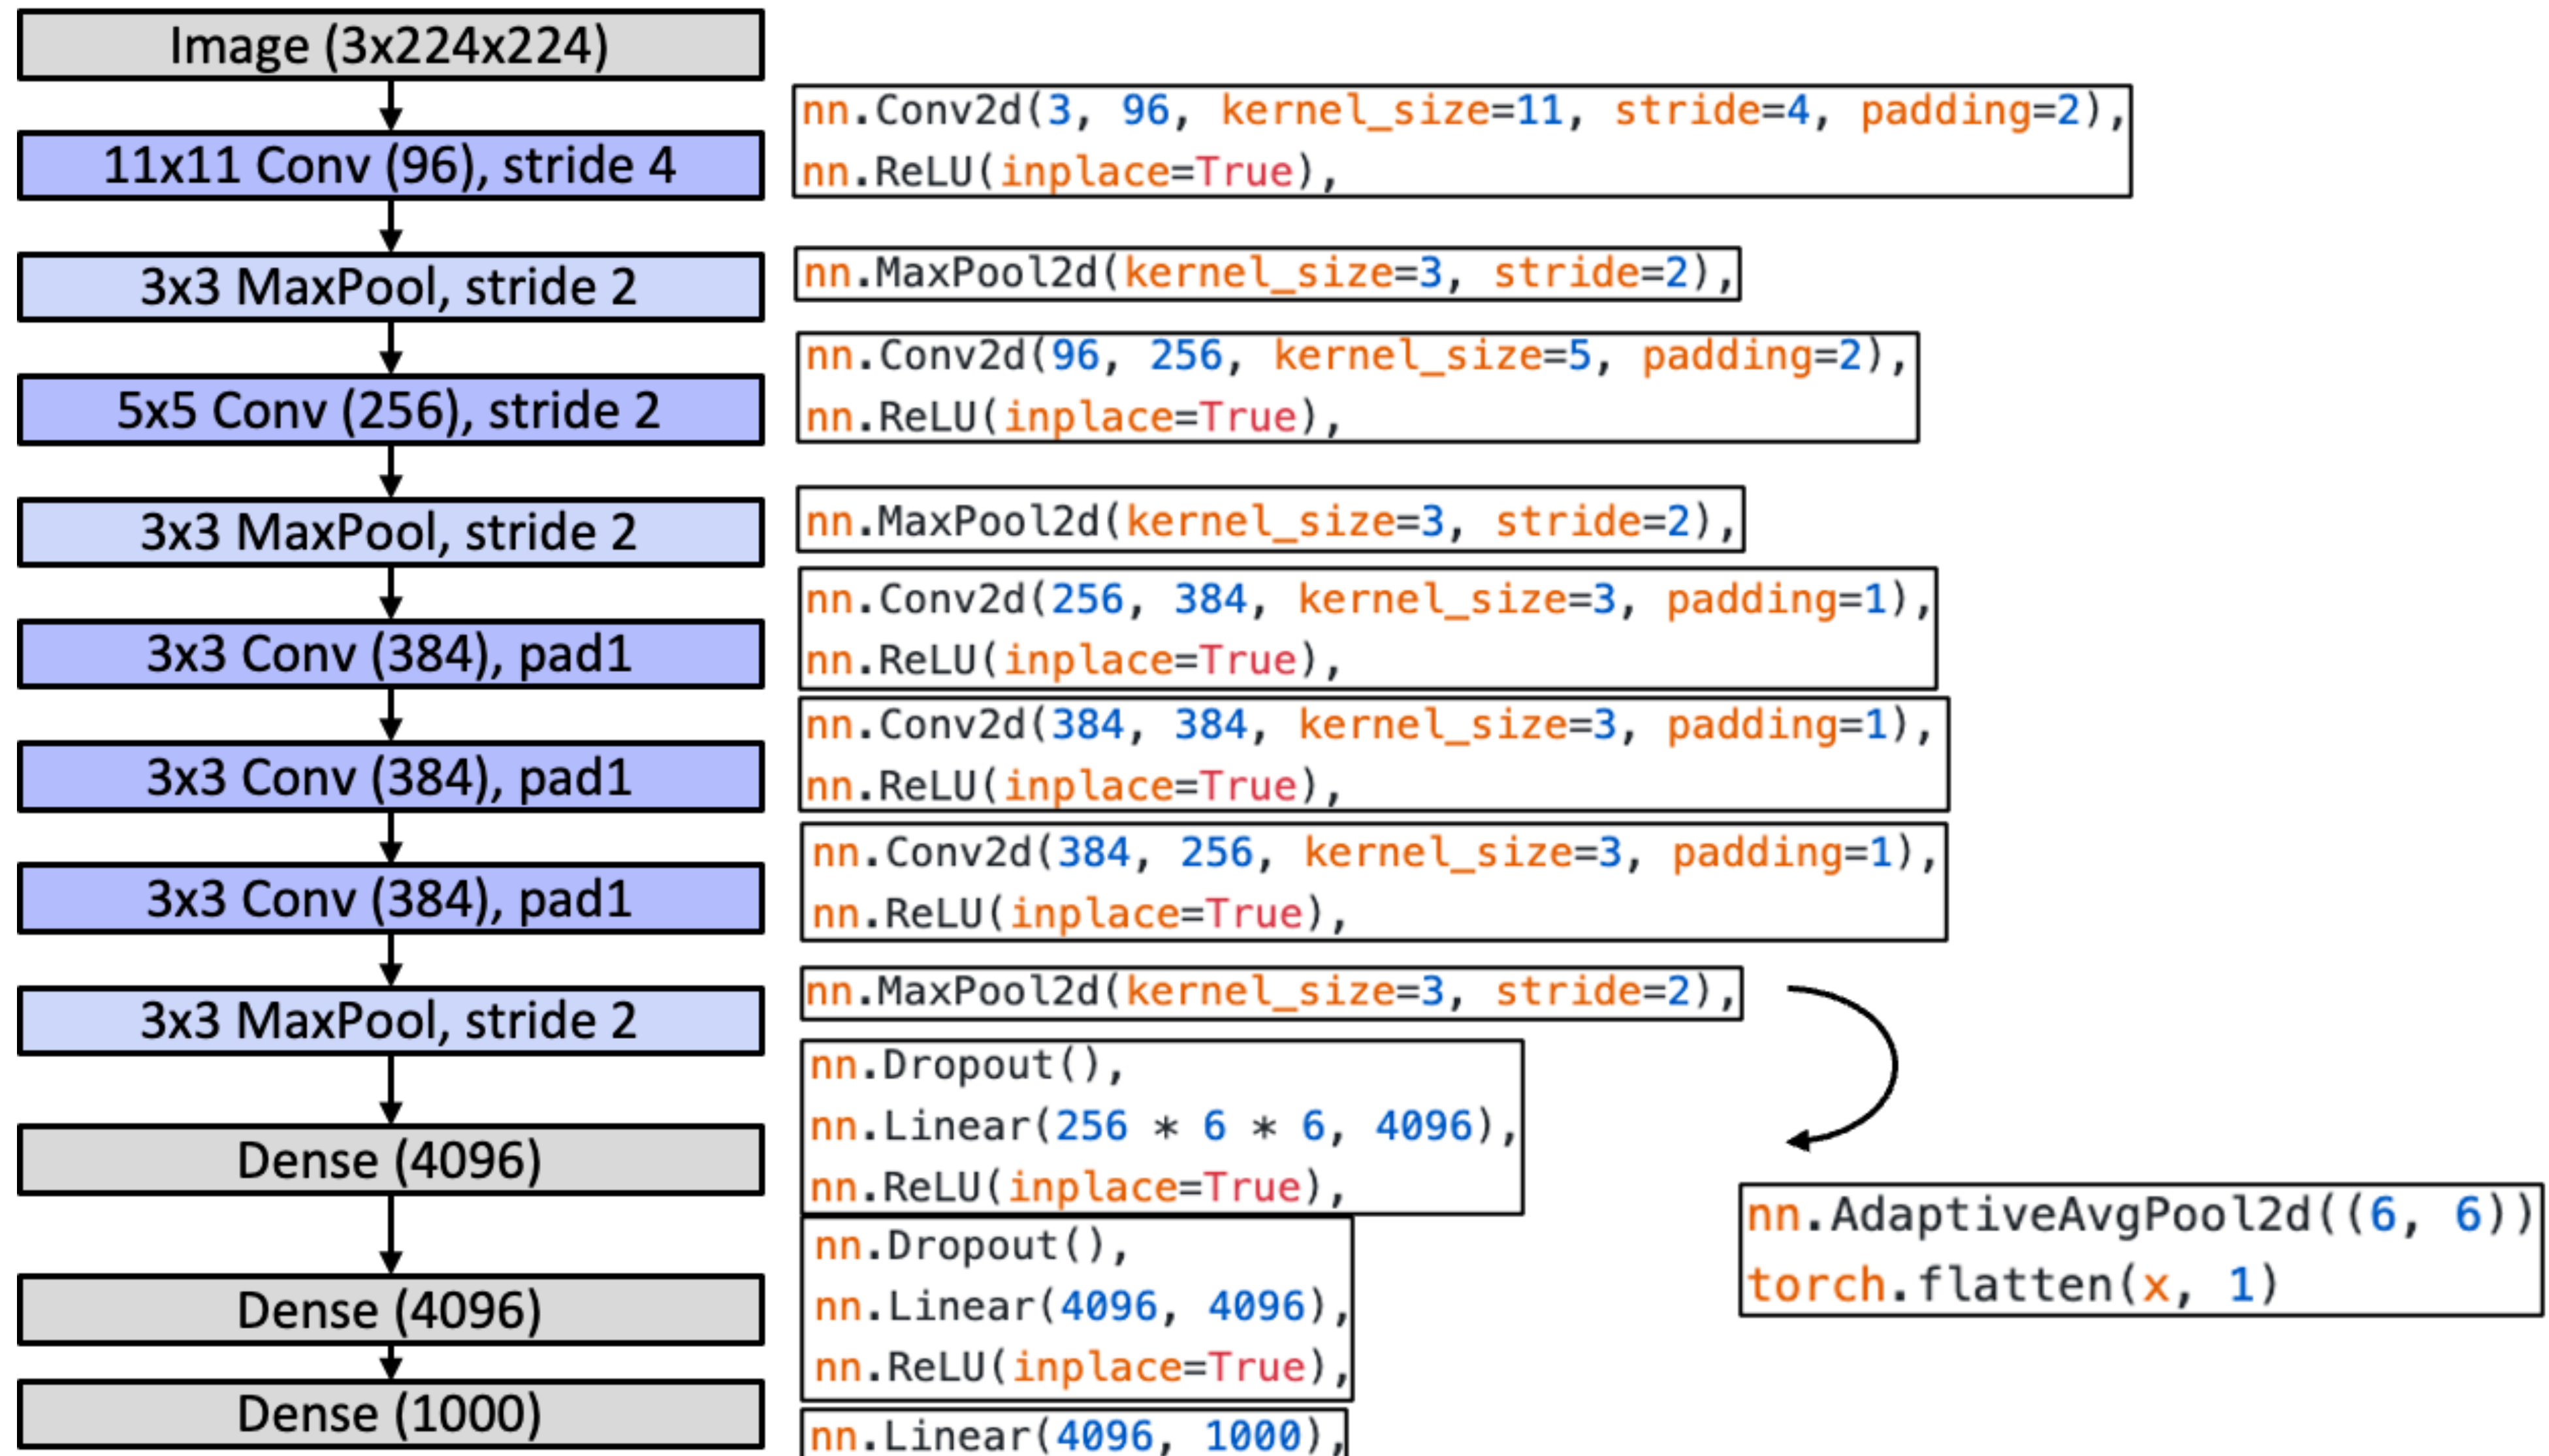 Image (3x224x224)
11x11 Conv (96), stride 4
3x3 MaxPool, stride 2
5x5 Conv (256), stride 2
3x3 MaxPool, stride 2
3x3 Conv (384), pad1
3x3 Conv (384), pad1
3x3 Conv (384), pad1
3x3 MaxPool, stride 2
Dense (4096)
Dense (4096)
Dense (1000)
nn.Conv2d(3, 96, kernel_size=11, stride=4, padding=2),
nn.ReLU(inplace=True),
nn.MaxPool2d(kernel_size=3, stride=2),
nn.Conv2d(96, 256, kernel_size=5, padding=2),
nn.ReLU(inplace=True),
nn.MaxPool2d(kernel_size=3, stride=2),
nn.Conv2d(256, 384, kernel_size=3, padding=1),
nn.ReLU(inplace=True),
nn.Conv2d(384, 384, kernel_size=3, padding=1),
nn.ReLU(inplace=True),
nn.Conv2d(384, 256, kernel_size=3, padding=1),
nn.ReLU(inplace=True),
nn.MaxPool2d(kernel_size=3, stride=2),
nn.Dropout(),
nn.Linear(256 * 6 * 6, 4096),
nn.ReLU(inplace=True),
nn.Dropout(),
nn.Linear(4096, 4096),
nn.ReLU(inplace=True),
nn.Linear(4096, 1000),
nn.AdaptiveAvgPool2d((6, 6))
torch.flatten(x, 1)